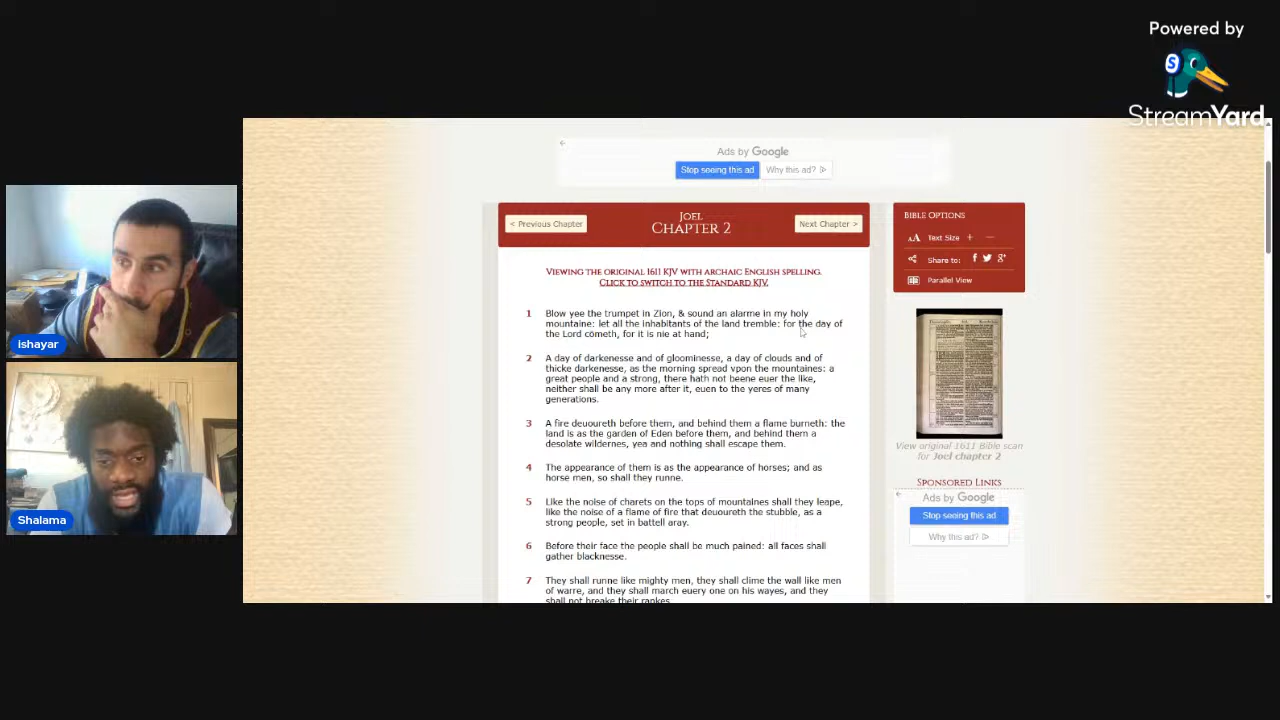 Powered by
StreamYard
Ads by Google
Stop seeing this ad
Why this ad?
< Previous Chapter
Joel
Chapter 2
Next Chapter >
Viewing the original 1611 KJV with archaic English spelling.
Click to switch to the Standard KJV.
1 Blow yee the trumpet in Zion, & sound an alarme in my holy
mountaine: let all the inhabitants of the land tremble: for the day of
the Lord cōmeth, for it is nie at hand;
2 A day of darkenesse and of gloominesse, a day of clouds and of
thicke darkenesse, as the morning spread vpon the mountaines: a
great people and a strong, there hath not beene euer the like,
neither shall be any more after it, euen to the yeres of many
generations.
3 A fire deuoureth before them, and behind them a flame burneth: the
land is as the garden of Eden before them, and behind them a
desolate wildernes, yea and nothing shall escape them.
4 The appearance of them is as the appearance of horses; and as
horse men, so shall they runne.
5 Like the noise of charets on the tops of mountaines shall they leape,
like the noise of a flame of fire that deuoureth the stubble, as a
strong people, set in battell aray.
6 Before their face the people shall be much pained: all faces shall
gather blacknesse.
7 They shall runne like mighty men, they shall clime the wall like men
of warre, and they shall march euery one on his wayes, and they
shall not breake their rankes.
Bible Options
AA Text Size + —
Share to: f g+
Parallel View
View original 1611 Bible scan
for Joel chapter 2
Sponsored Links
Ads by Google
Stop seeing this ad
Why this ad?
ishayar
Shalama